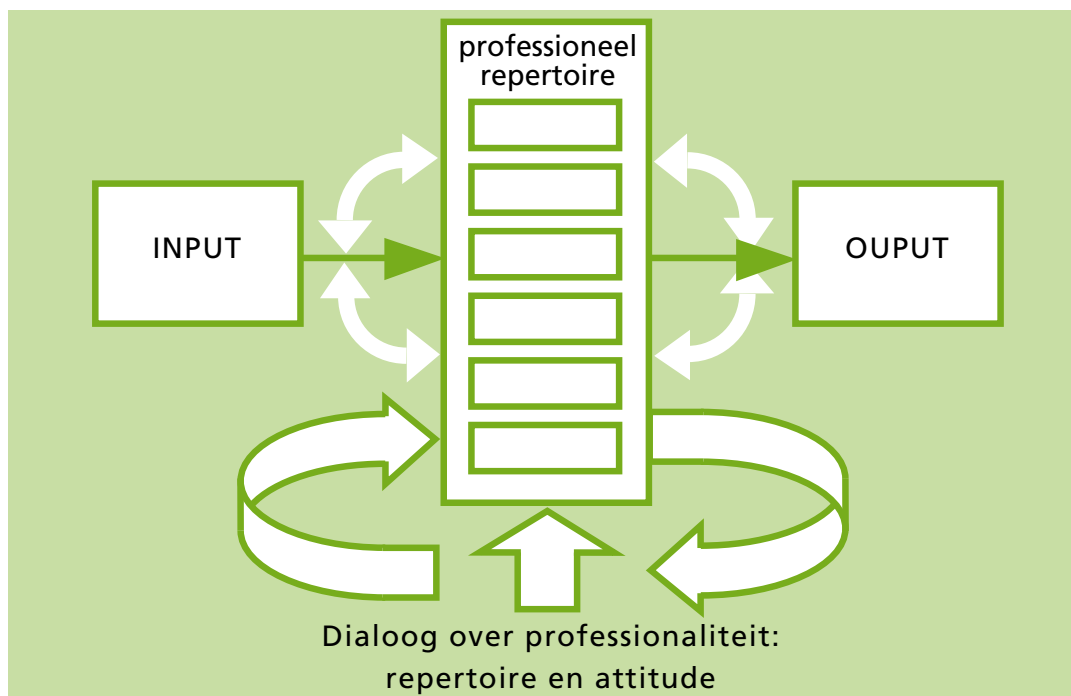 professioneel
repertoire
INPUT
OUPUT
Dialoog over professionaliteit:
repertoire en attitude